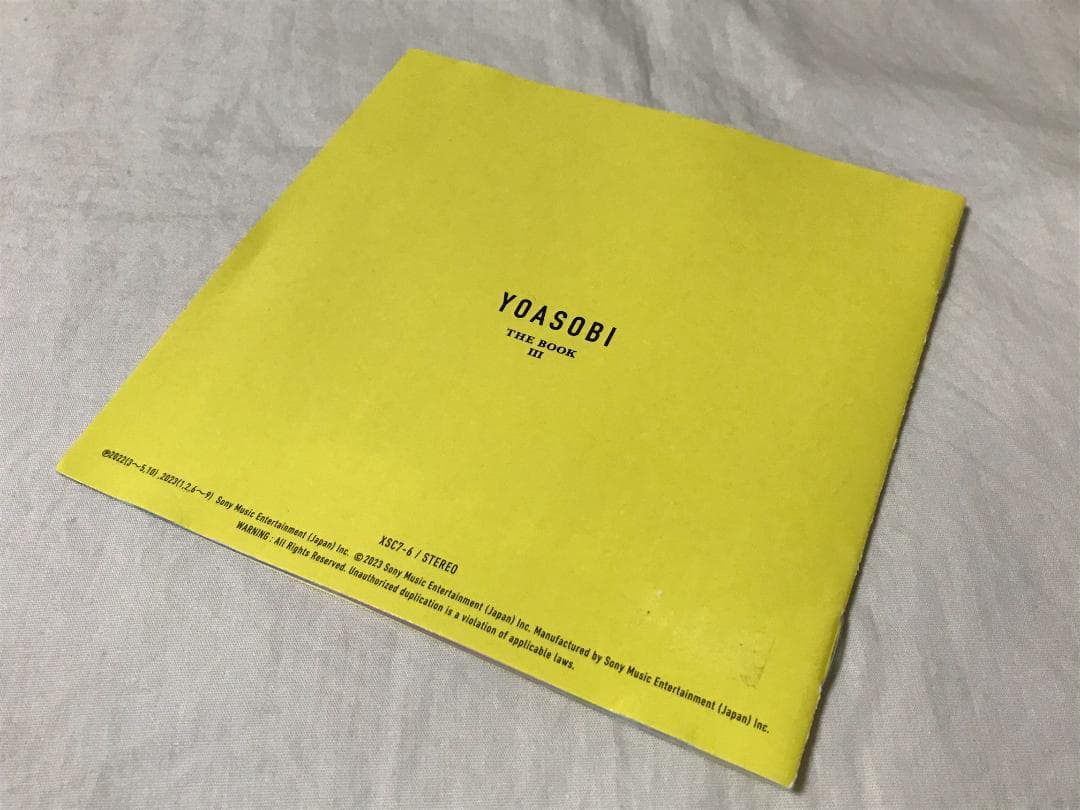 YOASOBI
THE BOOK
III
XSC7-6 / STEREO
℗2022(3～5,10) ,2023(1,2,6～9) Sony Music Entertainment (Japan) Inc. ©2023 Sony Music Entertainment (Japan) Inc. Manufactured by Sony Music Entertainment (Japan) Inc.
WARNING : All Rights Reserved. Unauthorized duplication is a violation of applicable laws.